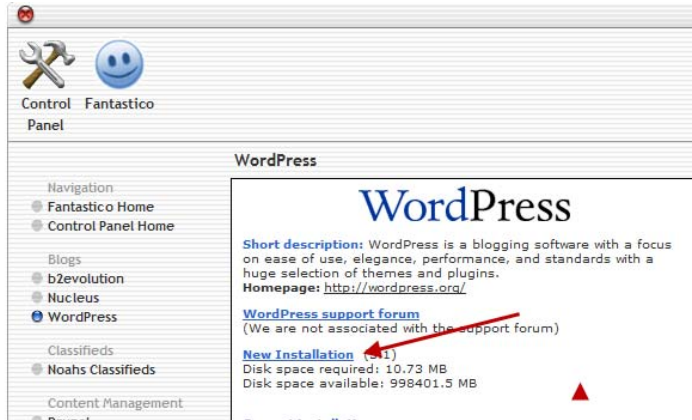 Control Panel
Fantastico
WordPress
Navigation
Fantastico Home
Control Panel Home
Blogs
b2evolution
Nucleus
WordPress
Classifieds
Noahs Classifieds
Content Management
WordPress
Short description: WordPress is a blogging software with a focus
on ease of use, elegance, performance, and standards with a
huge selection of themes and plugins.
Homepage: http://wordpress.org/
WordPress support forum
(We are not associated with the support forum)
New Installation
Disk space required: 10.73 MB
Disk space available: 998401.5 MB